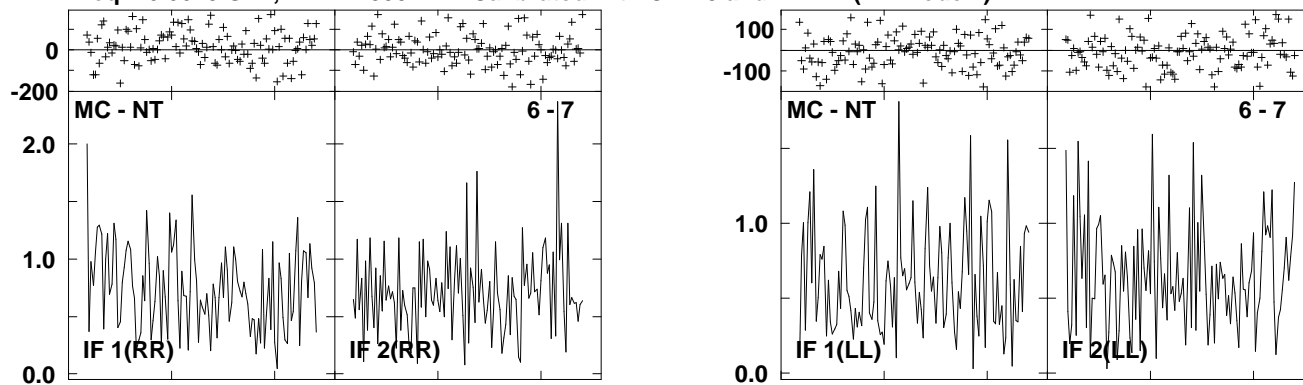 0
-200
MC - NT
6 - 7
2.0
1.0
0.0
IF 1(RR)
IF 2(RR)
100
-100
MC - NT
6 - 7
1.0
0.0
IF 1(LL)
IF 2(LL)